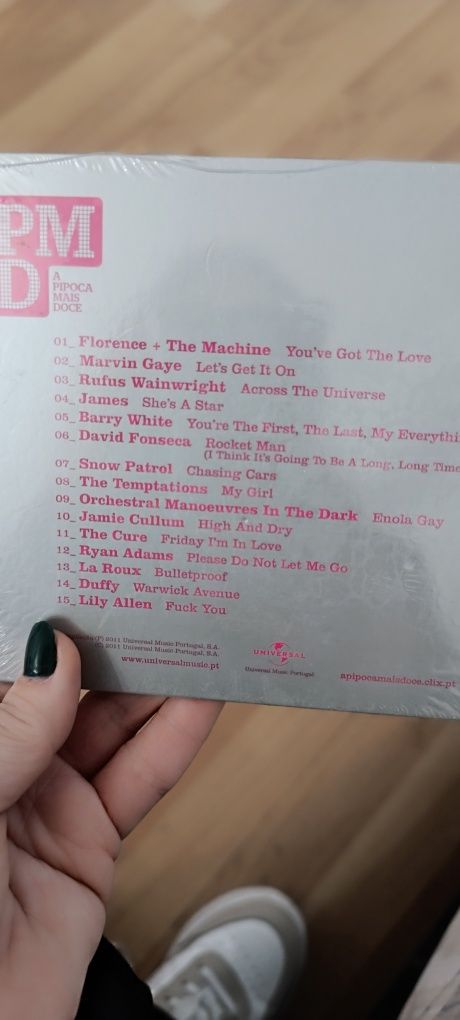 PM
D
A
PIPOCA
MAIS
DOCE
01_ Florence + The Machine You've Got The Love
02_ Marvin Gaye Let's Get It On
03_ Rufus Wainwright Across The Universe
04_ James She's A Star
05_ Barry White You're The First, The Last, My Everythi
06_ David Fonseca Rocket Man
(I Think It's Going To Be A Long, Long Time
07_ Snow Patrol Chasing Cars
08_ The Temptations My Girl
09_ Orchestral Manoeuvres In The Dark Enola Gay
10_ Jamie Cullum High And Dry
11_ The Cure Friday I'm In Love
12_ Ryan Adams Please Do Not Let Me Go
13_ La Roux Bulletproof
14_ Duffy Warwick Avenue
15_ Lily Allen Fuck You
(P) 2011 Universal Music Portugal, S.A.
(C) 2011 Universal Music Portugal, S.A.
www.universalmusic.pt
UNIVERSAL
Universal Music Portugal
apipocamaisdoce.clix.pt